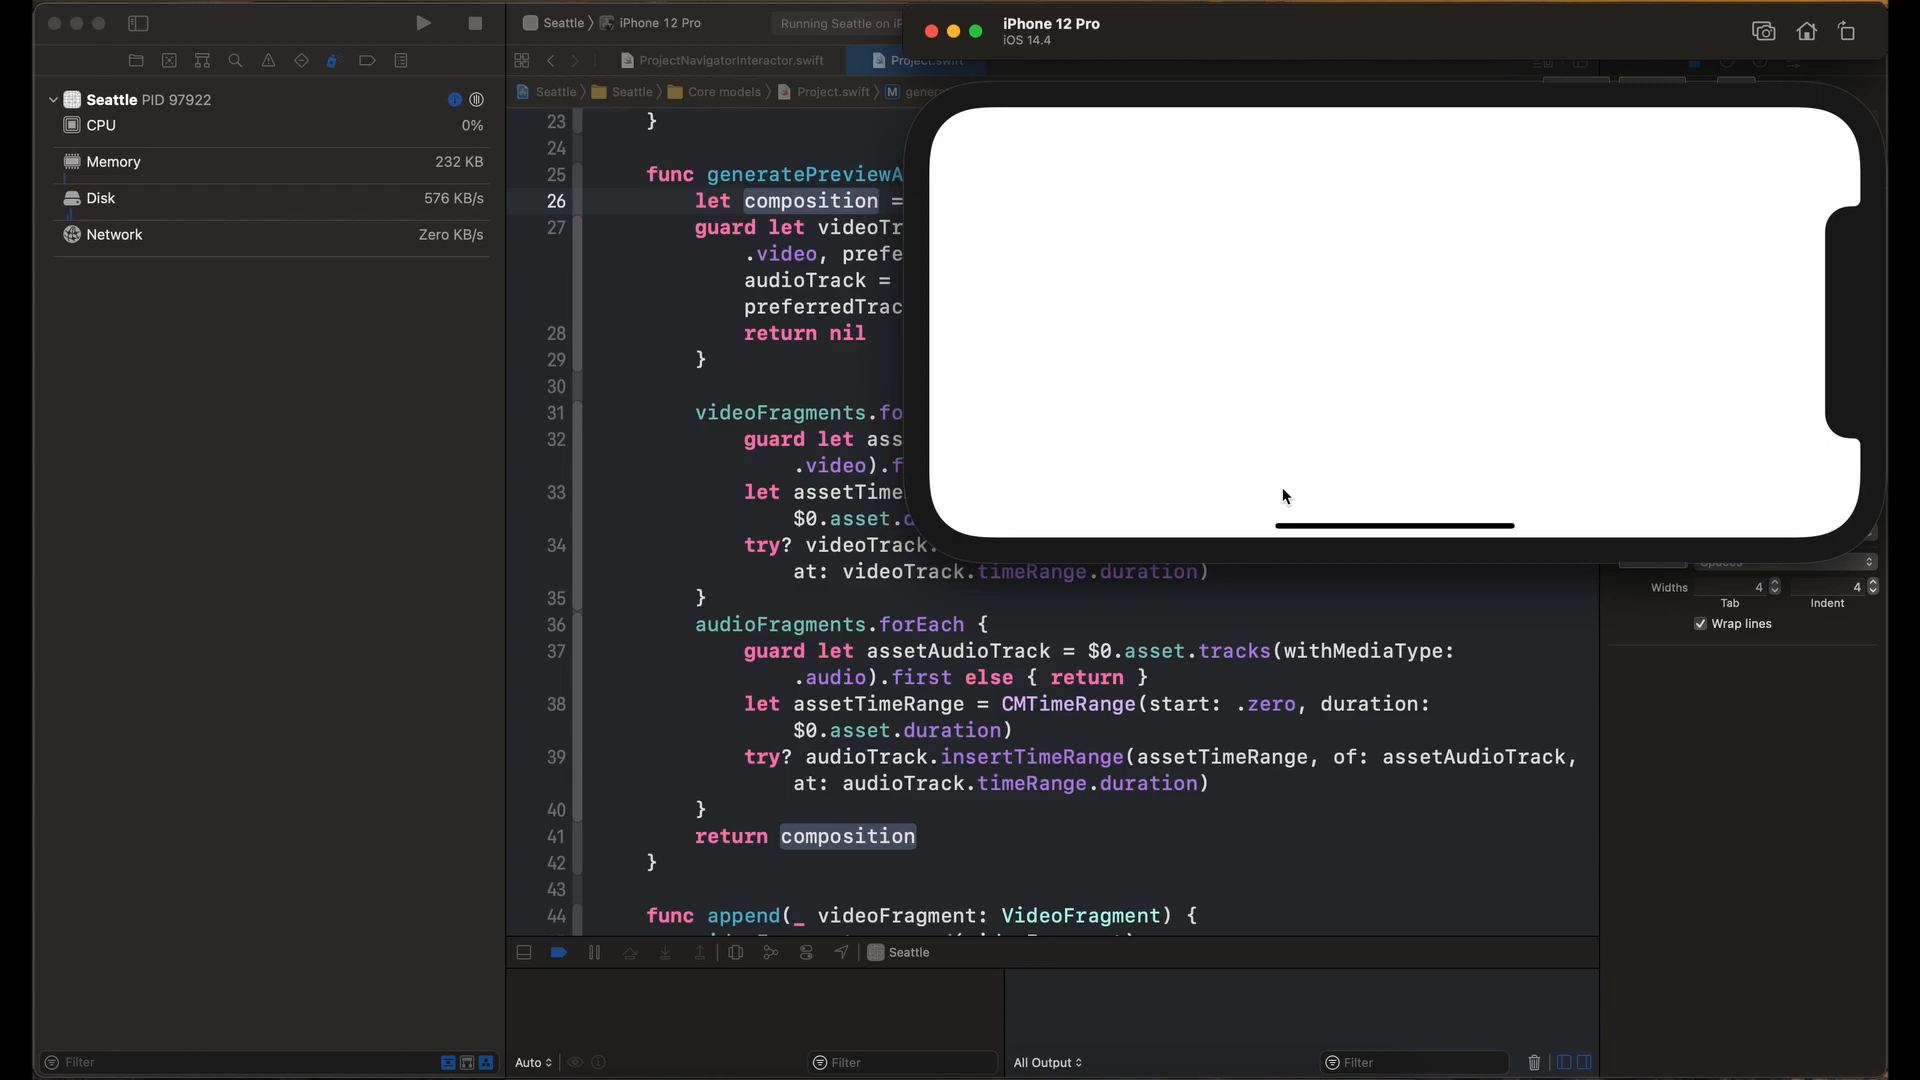 Seattle 〉 iPhone 12 Pro
Running Seattle on iP
iPhone 12 Pro
iOS 14.4
ProjectNavigatorInteractor.swift
Project.swift
Seattle 〉 Seattle 〉 Core models 〉 Project.swift 〉 M gener
Seattle PID 97922
CPU 0%
Memory 232 KB
Disk 576 KB/s
Network Zero KB/s
23 }
24
25 func generatePreviewA
26 let composition =
27 guard let videoTr
.video, prefe
audioTrack =
preferredTrac
28 return nil
29 }
30
31 videoFragments.fo
32 guard let ass
.video).f
33 let assetTime
$0.asset.d
34 try? videoTrack.
at: videoTrack.timeRange.duration)
35 }
36 audioFragments.forEach {
37 guard let assetAudioTrack = $0.asset.tracks(withMediaType:
.audio).first else { return }
38 let assetTimeRange = CMTimeRange(start: .zero, duration:
$0.asset.duration)
39 try? audioTrack.insertTimeRange(assetTimeRange, of: assetAudioTrack,
at: audioTrack.timeRange.duration)
40 }
41 return composition
42 }
43
44 func append(_ videoFragment: VideoFragment) {
Spaces
Widths 4 4
Tab Indent
Wrap lines
Seattle
Filter
Auto
Filter
All Output
Filter